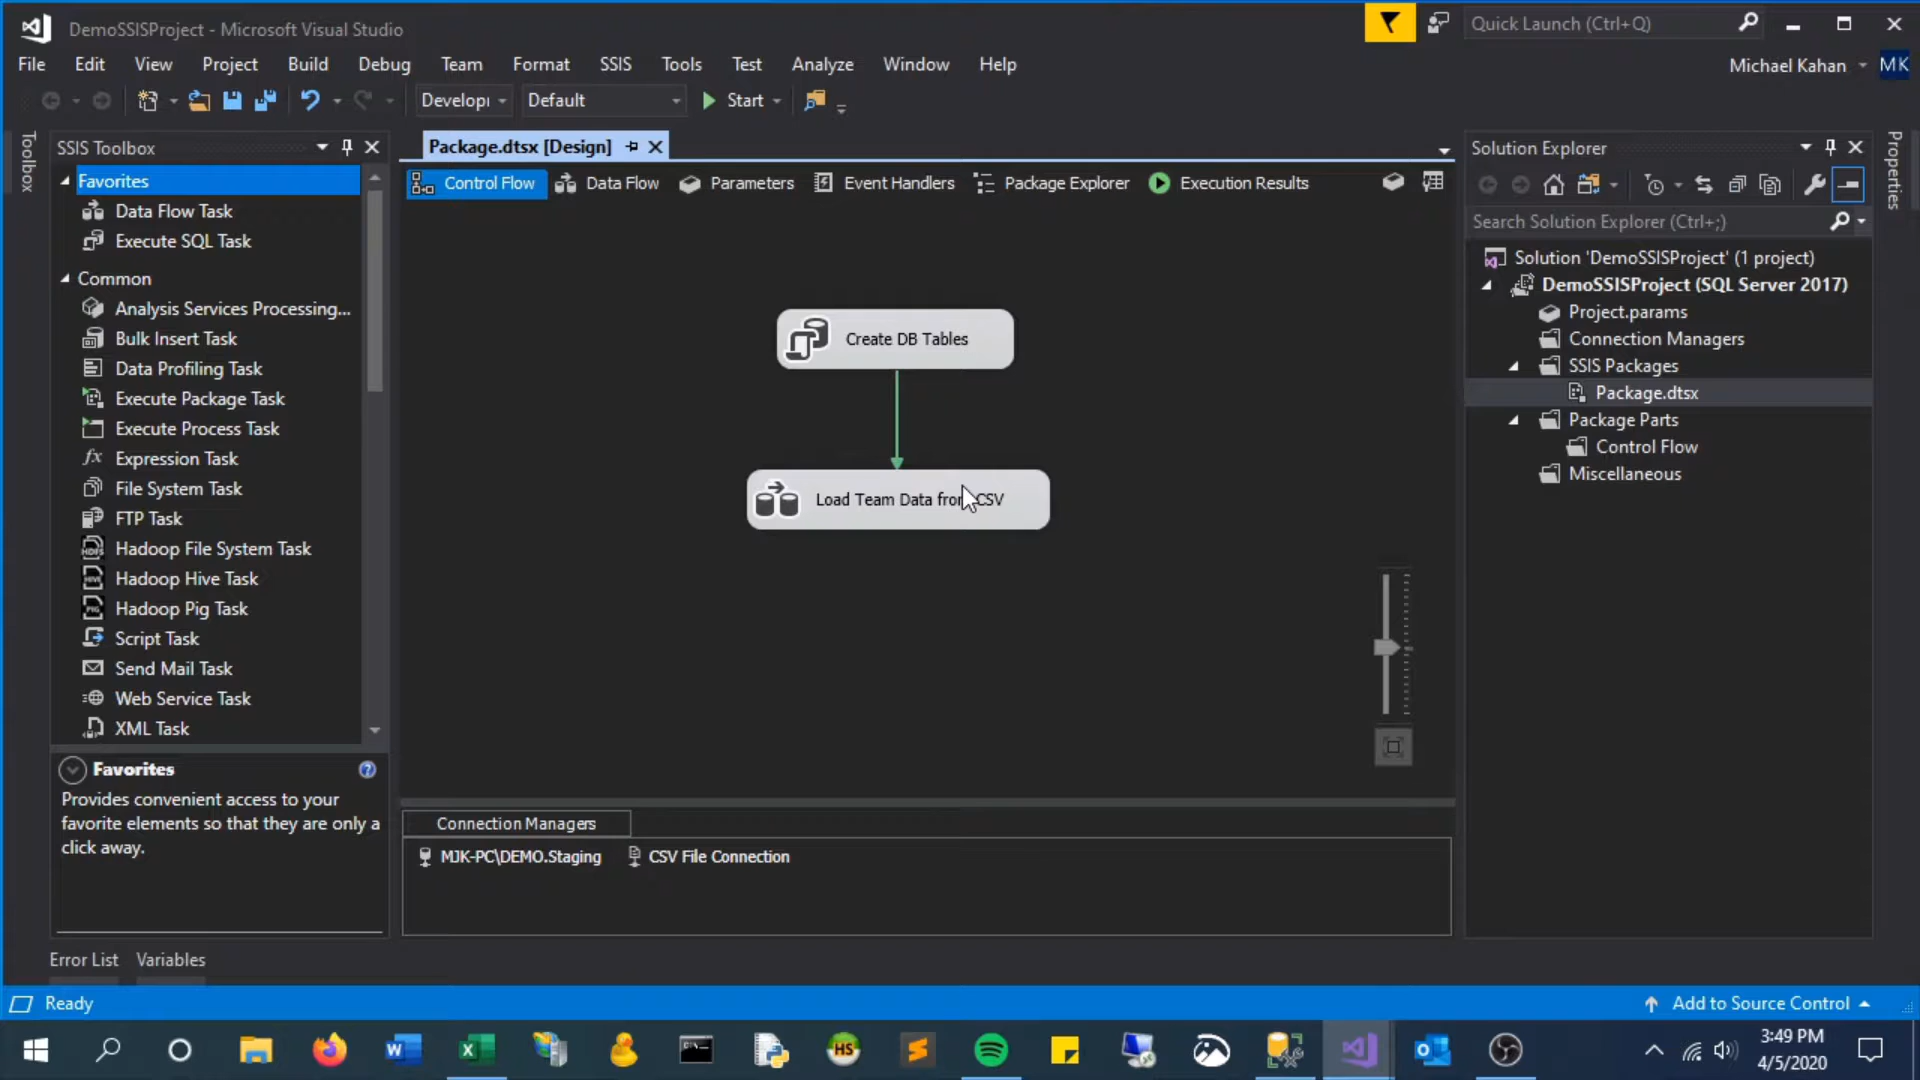 DemoSSISProject - Microsoft Visual Studio
Quick Launch (Ctrl+Q)
File Edit View Project Build Debug Team Format SSIS Tools Test Analyze Window Help
Michael Kahan MK
Developi Default Start
Toolbox
SSIS Toolbox
Favorites
Data Flow Task
Execute SQL Task
Common
Analysis Services Processing...
Bulk Insert Task
Data Profiling Task
Execute Package Task
Execute Process Task
Expression Task
File System Task
FTP Task
Hadoop File System Task
Hadoop Hive Task
Hadoop Pig Task
Script Task
Send Mail Task
Web Service Task
XML Task
Favorites
Provides convenient access to your
favorite elements so that they are only a
click away.
Package.dtsx [Design]
Control Flow Data Flow Parameters Event Handlers Package Explorer Execution Results
Create DB Tables
Load Team Data from CSV
Connection Managers
MJK-PC\DEMO.Staging CSV File Connection
Solution Explorer
Search Solution Explorer (Ctrl+;)
Solution 'DemoSSISProject' (1 project)
DemoSSISProject (SQL Server 2017)
Project.params
Connection Managers
SSIS Packages
Package.dtsx
Package Parts
Control Flow
Miscellaneous
Properties
Error List Variables
Ready
Add to Source Control
3:49 PM
4/5/2020